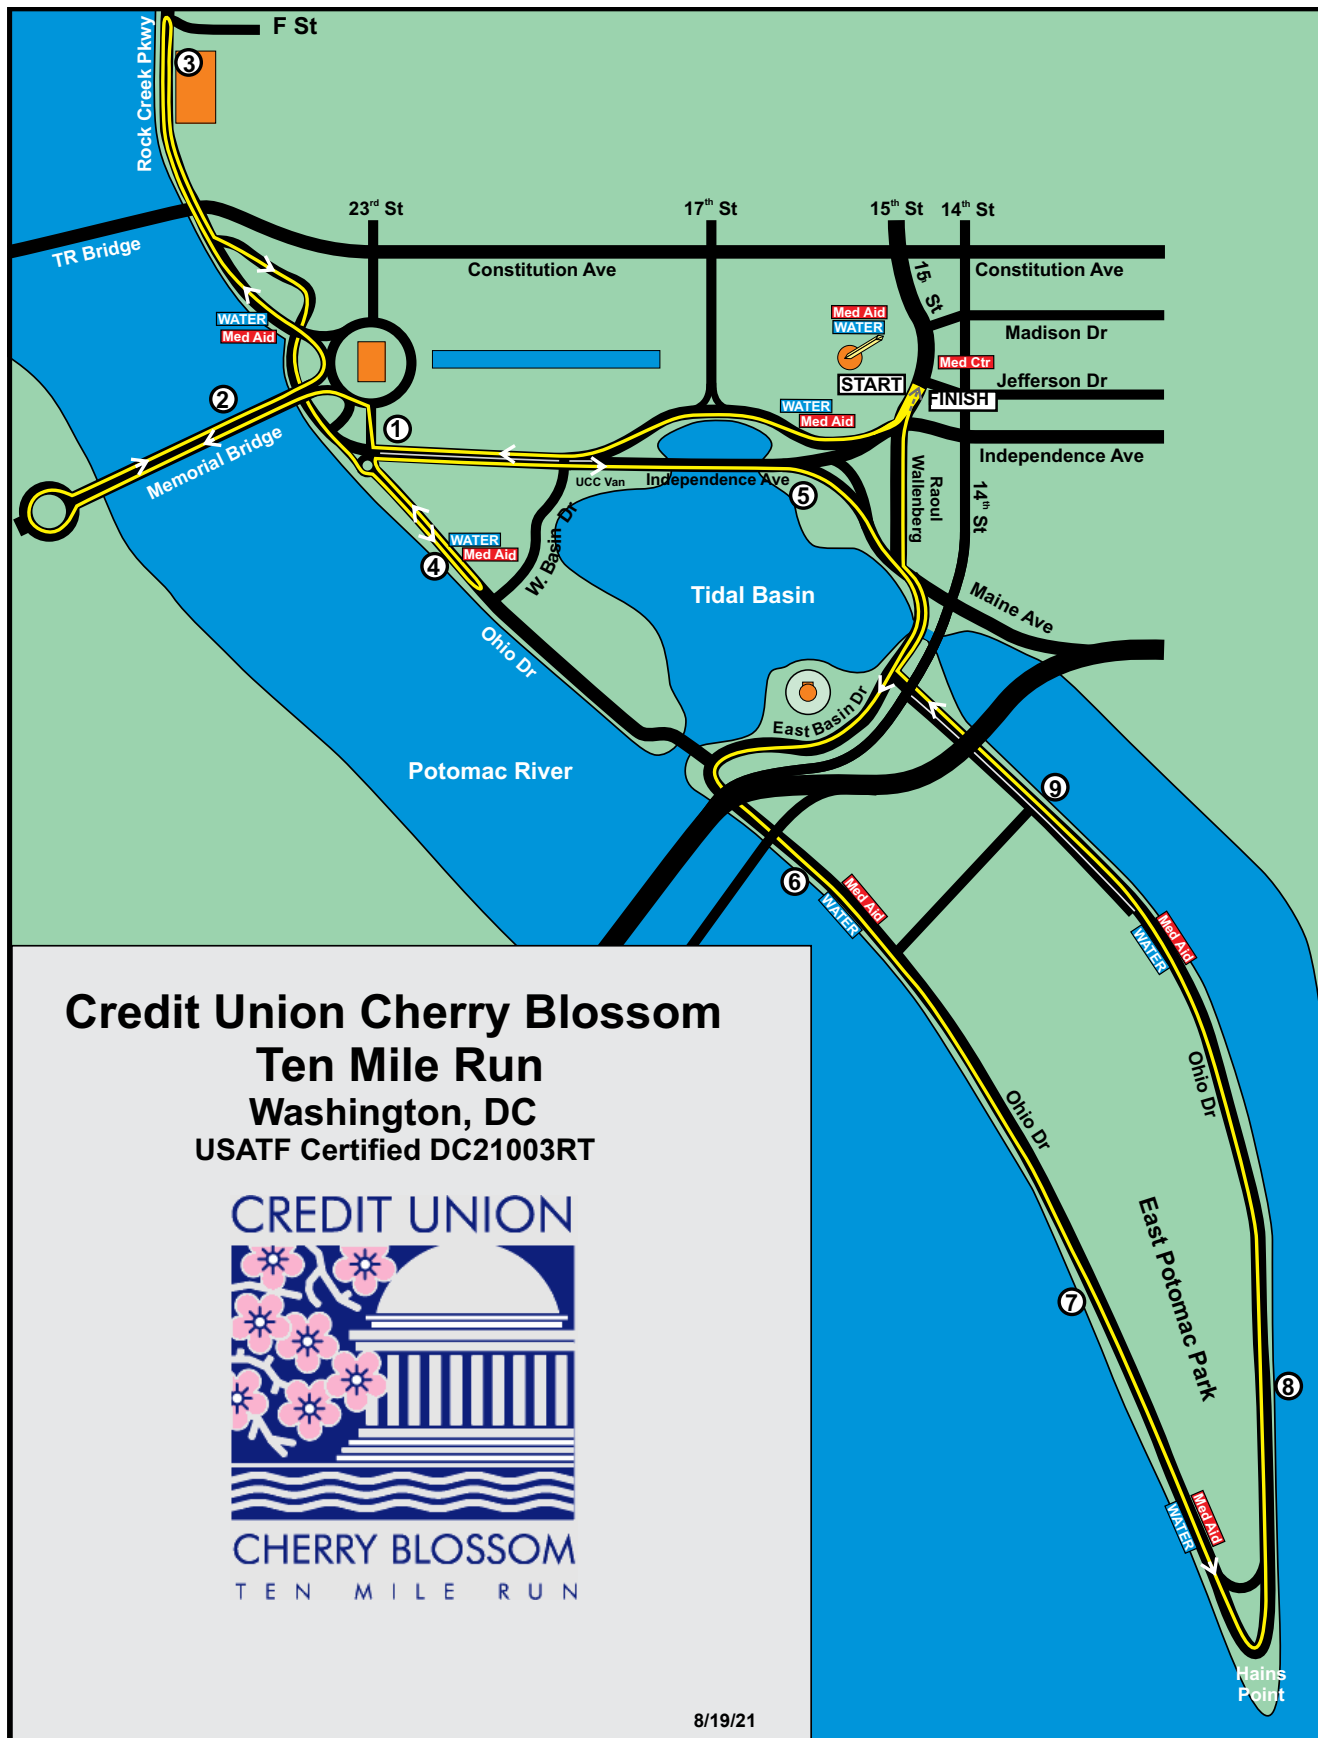 F St
Rock Creek Pkwy
3
23rd St
17th St
15th St
14th St
TR Bridge
Constitution Ave
Constitution Ave
15th St
Med Aid
WATER
Madison Dr
WATER
Med Aid
Med Ctr
START
Jefferson Dr
FINISH
2
WATER
Med Aid
1
Memorial Bridge
Independence Ave
UCC Van
Independence Ave
5
Raoul
Wallenberg
14th St
W. Basin Dr
WATER
Med Aid
4
Tidal Basin
Maine Ave
Ohio Dr
East Basin Dr
Potomac River
9
6
Med Aid
WATER
Med Aid
WATER
Ohio Dr
Ohio Dr
East Potomac Park
7
8
Med Aid
WATER
Hains
Point
Credit Union Cherry Blossom
Ten Mile Run
Washington, DC
USATF Certified DC21003RT
CREDIT UNION
CHERRY BLOSSOM
TEN MILE RUN
8/19/21